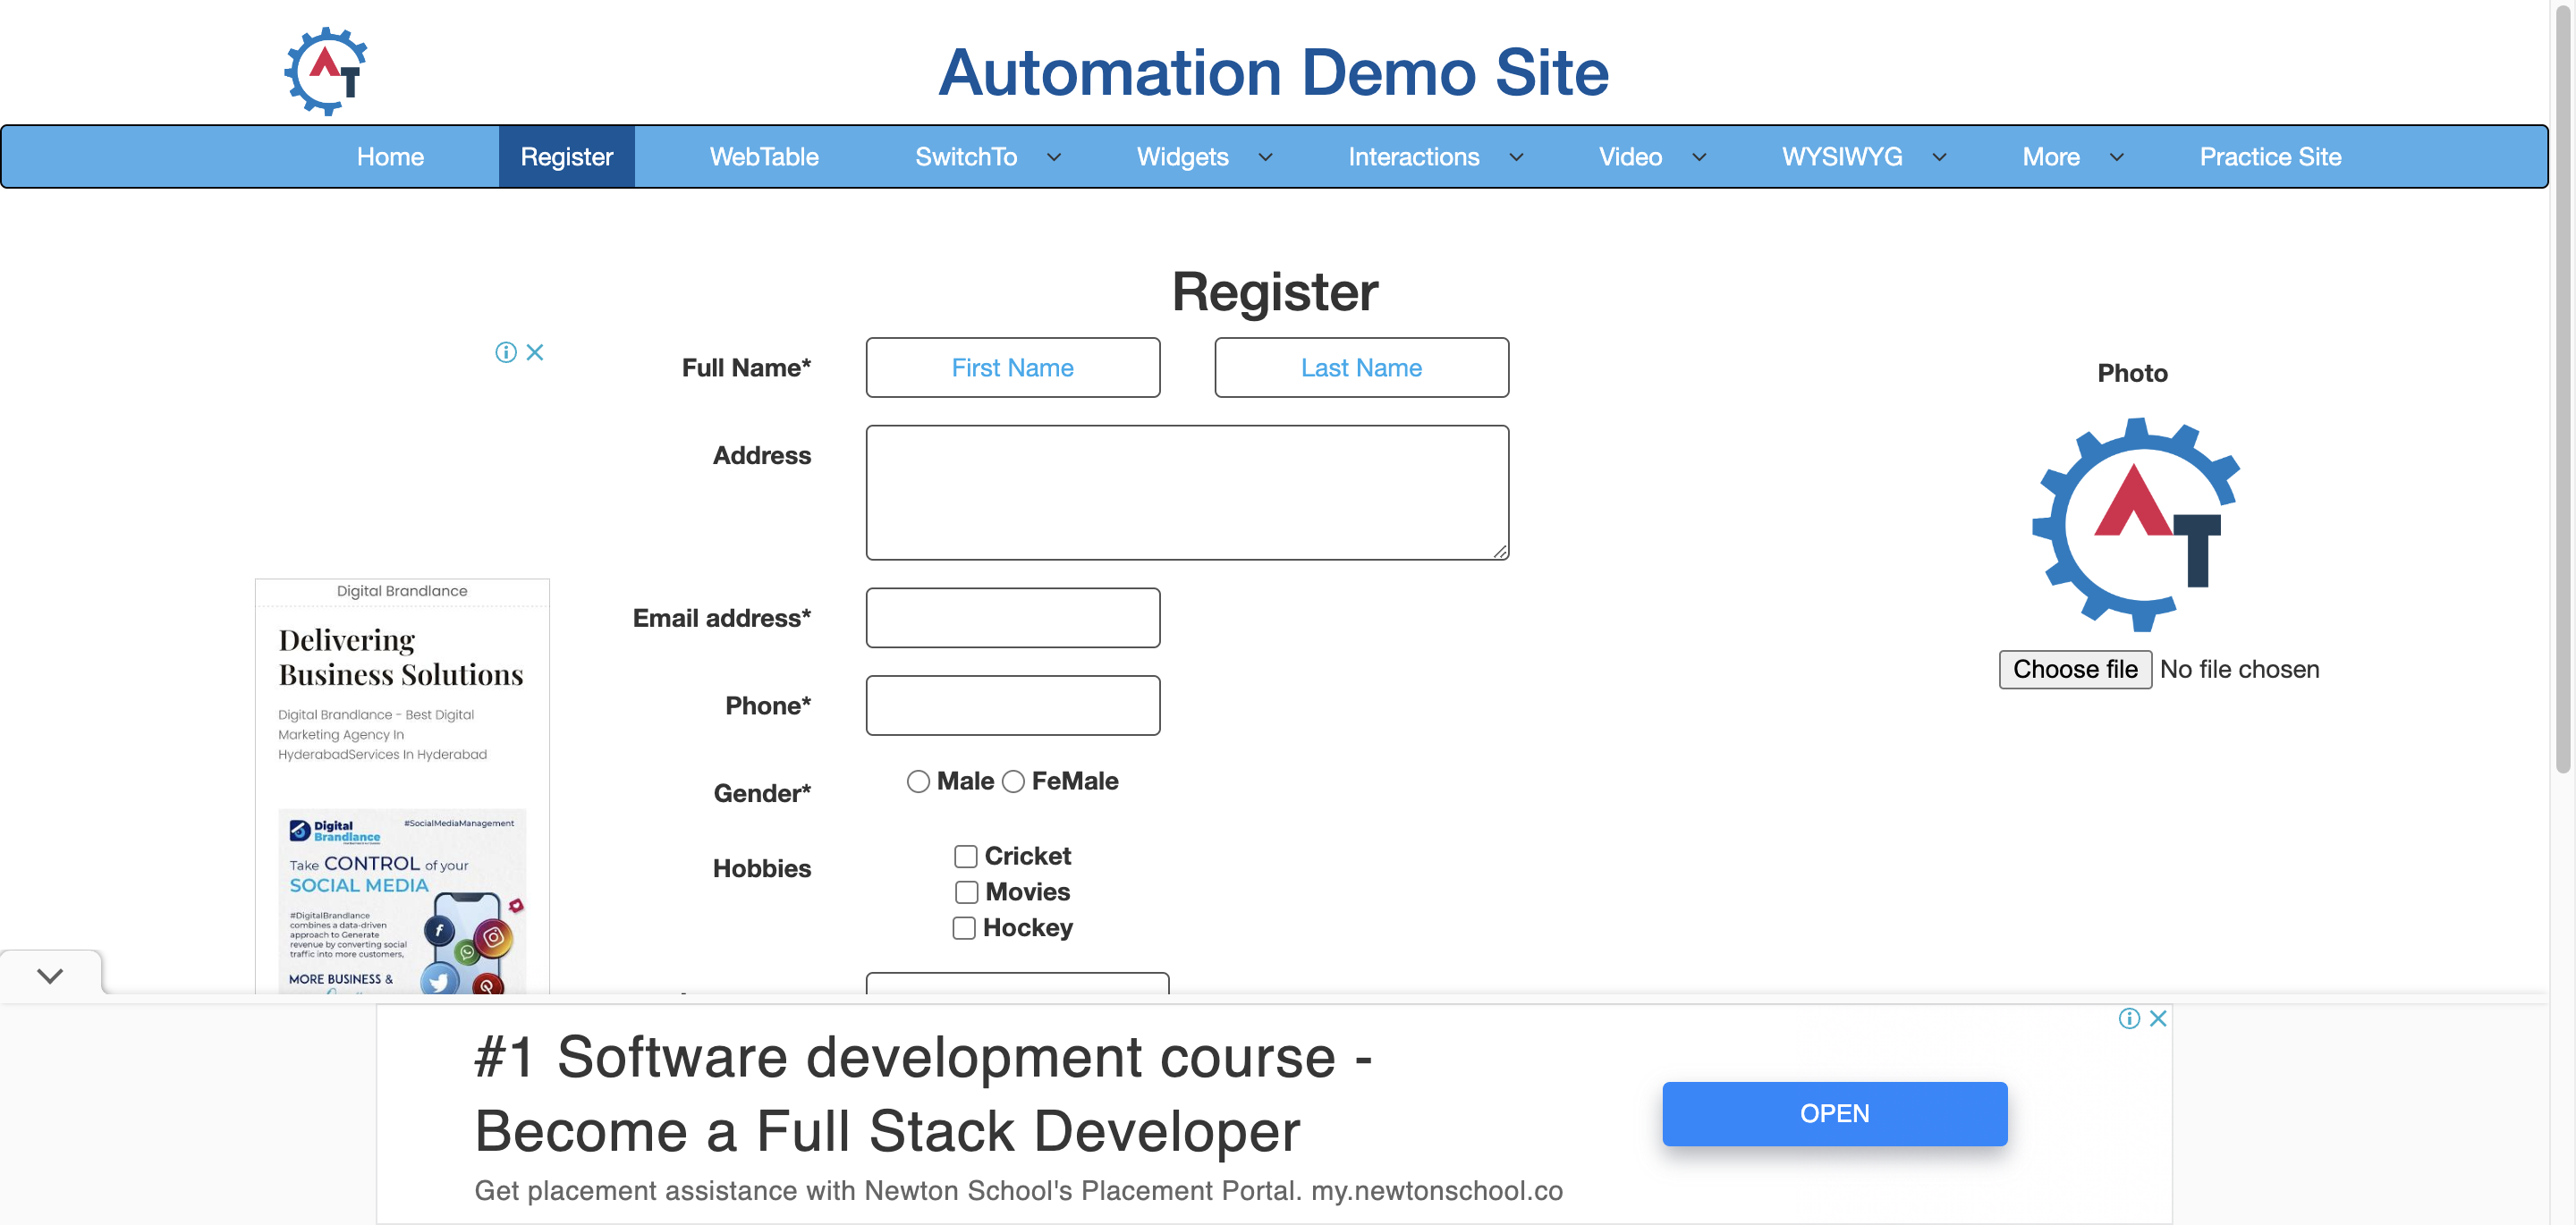 Automation Demo Site
Home Register WebTable SwitchTo Widgets Interactions Video WYSIWYG More Practice Site
Register
Full Name* First Name Last Name
Photo
Address
Email address*
Choose file No file chosen
Phone*
Gender* Male FeMale
Hobbies Cricket
Movies
Hockey
Digital Brandlance
Delivering
Business Solutions
Digital Brandlance - Best Digital
Marketing Agency In
HyderabadServices In Hyderabad
Digital
Brandlance
#SocialMediaManagement
Take CONTROL of your
SOCIAL MEDIA
#DigitalBrandlance
combines a data-driven
approach to Generate
revenue by converting social
traffic into more customers,
MORE BUSINESS &
#1 Software development course -
Become a Full Stack Developer
Get placement assistance with Newton School's Placement Portal. my.newtonschool.co
OPEN